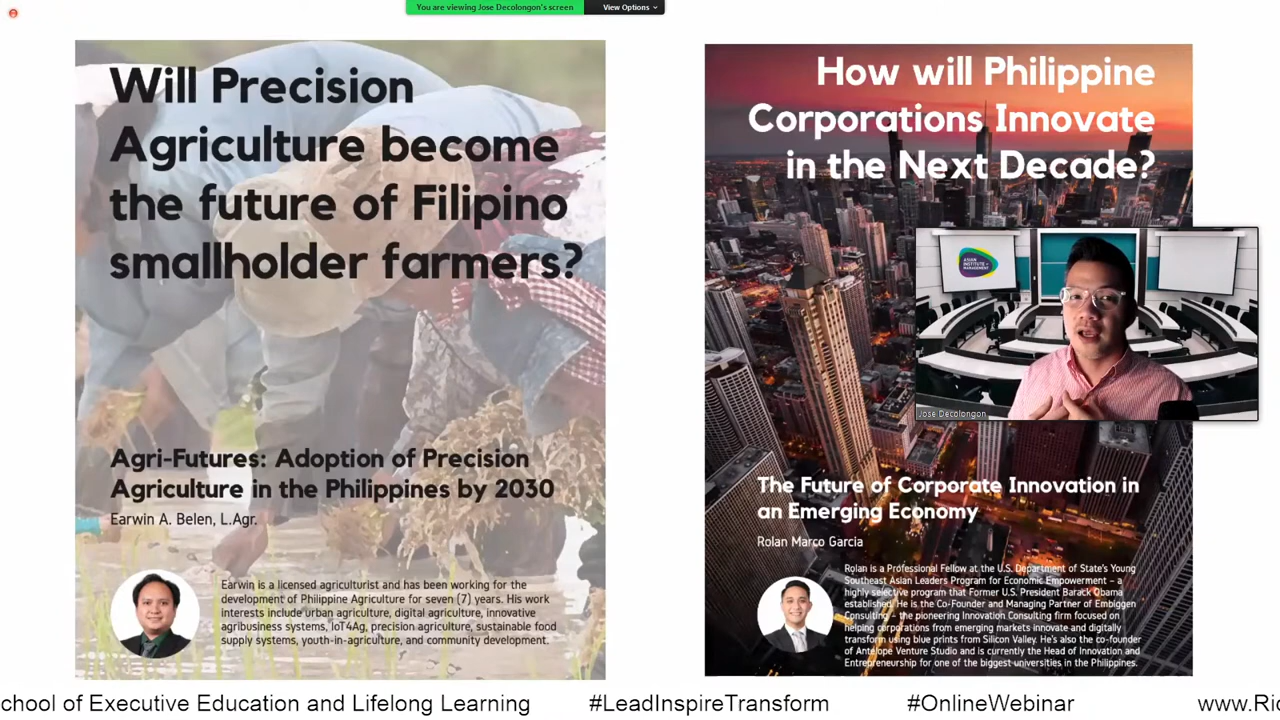 You are viewing Jose Decolongon's screen
View Options
Will Precision
Agriculture become
the future of Filipino
smallholder farmers?
Agri-Futures: Adoption of Precision
Agriculture in the Philippines by 2030
Earwin A. Belen, L.Agr.
Earwin is a licensed agriculturist and has been working for the
development of Philippine Agriculture for seven (7) years. His work
interests include urban agriculture, digital agriculture, innovative
agribusiness systems, IoT4Ag, precision agriculture, sustainable food
supply systems, youth-in-agriculture, and community development.
How will Philippine
Corporations Innovate
in the Next Decade?
ASIAN
INSTITUTE OF
MANAGEMENT
Jose Decolongon
The Future of Corporate Innovation in
an Emerging Economy
Rolan Marco Garcia
Rolan is a Professional Fellow at the U.S. Department of State's Young
Southeast Asian Leaders Program for Economic Empowerment – a
highly selective program that Former U.S. President Barack Obama
established. He is the Co-Founder and Managing Partner of Embiggen
Consulting – the pioneering Innovation Consulting firm focused on
helping corporations from emerging markets innovate and digitally
transform using blue prints from Silicon Valley. He's also the co-founder
of Antelope Venture Studio and is currently the Head of Innovation and
Entrepreneurship for one of the biggest universities in the Philippines.
chool of Executive Education and Lifelong Learning #LeadInspireTransform #OnlineWebinar www.Ric